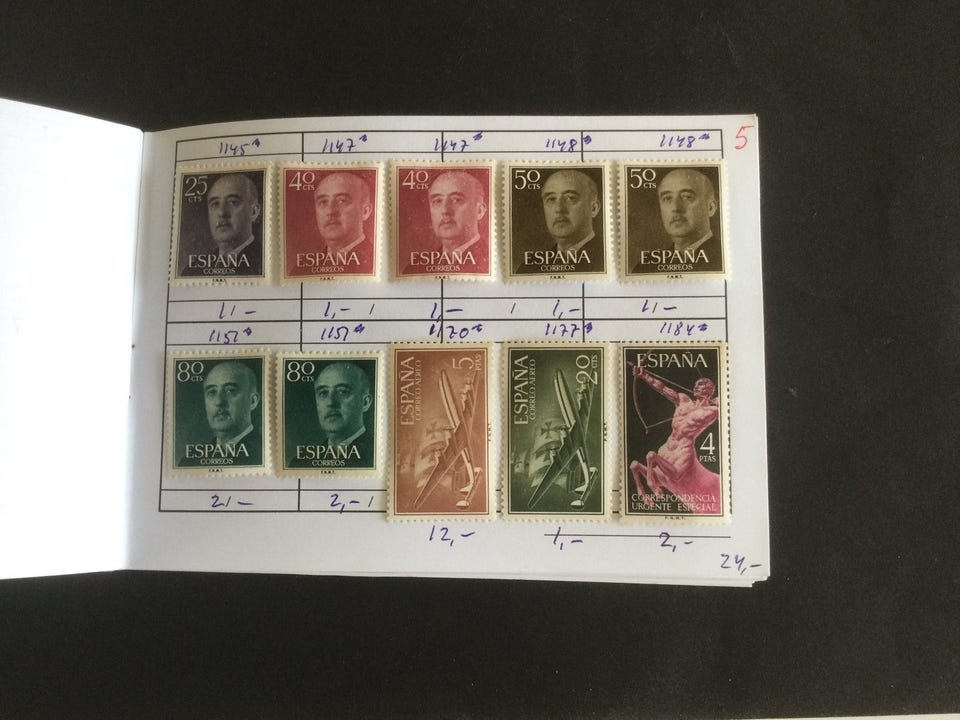 1145* 1147* 1147* 1148* 1148* 5
25 CTS ESPAÑA CORREOS
40 CTS ESPAÑA CORREOS F.N.M.T.
40 CTS ESPAÑA CORREOS F.N.M.T.
50 CTS ESPAÑA CORREOS F.N.M.T.
50 CTS ESPAÑA CORREOS F.N.M.T.
1,- 1,- 1,- 1,- 1,-
1151* 1151* 1170* 1177* 1184*
80 CTS ESPAÑA CORREOS F.N.M.T.
80 CTS ESPAÑA CORREOS F.N.M.T.
ESPAÑA CORREO AEREO 5 PTAS F.N.M.T.
ESPAÑA CORREO AEREO 20 CTS F.N.M.T.
ESPAÑA 4 PTAS
CORRESPONDENCIA
URGENTE ESPECIAL
F.N.M.T.
2,- 2,-
12,- 1,- 2,-
24,-